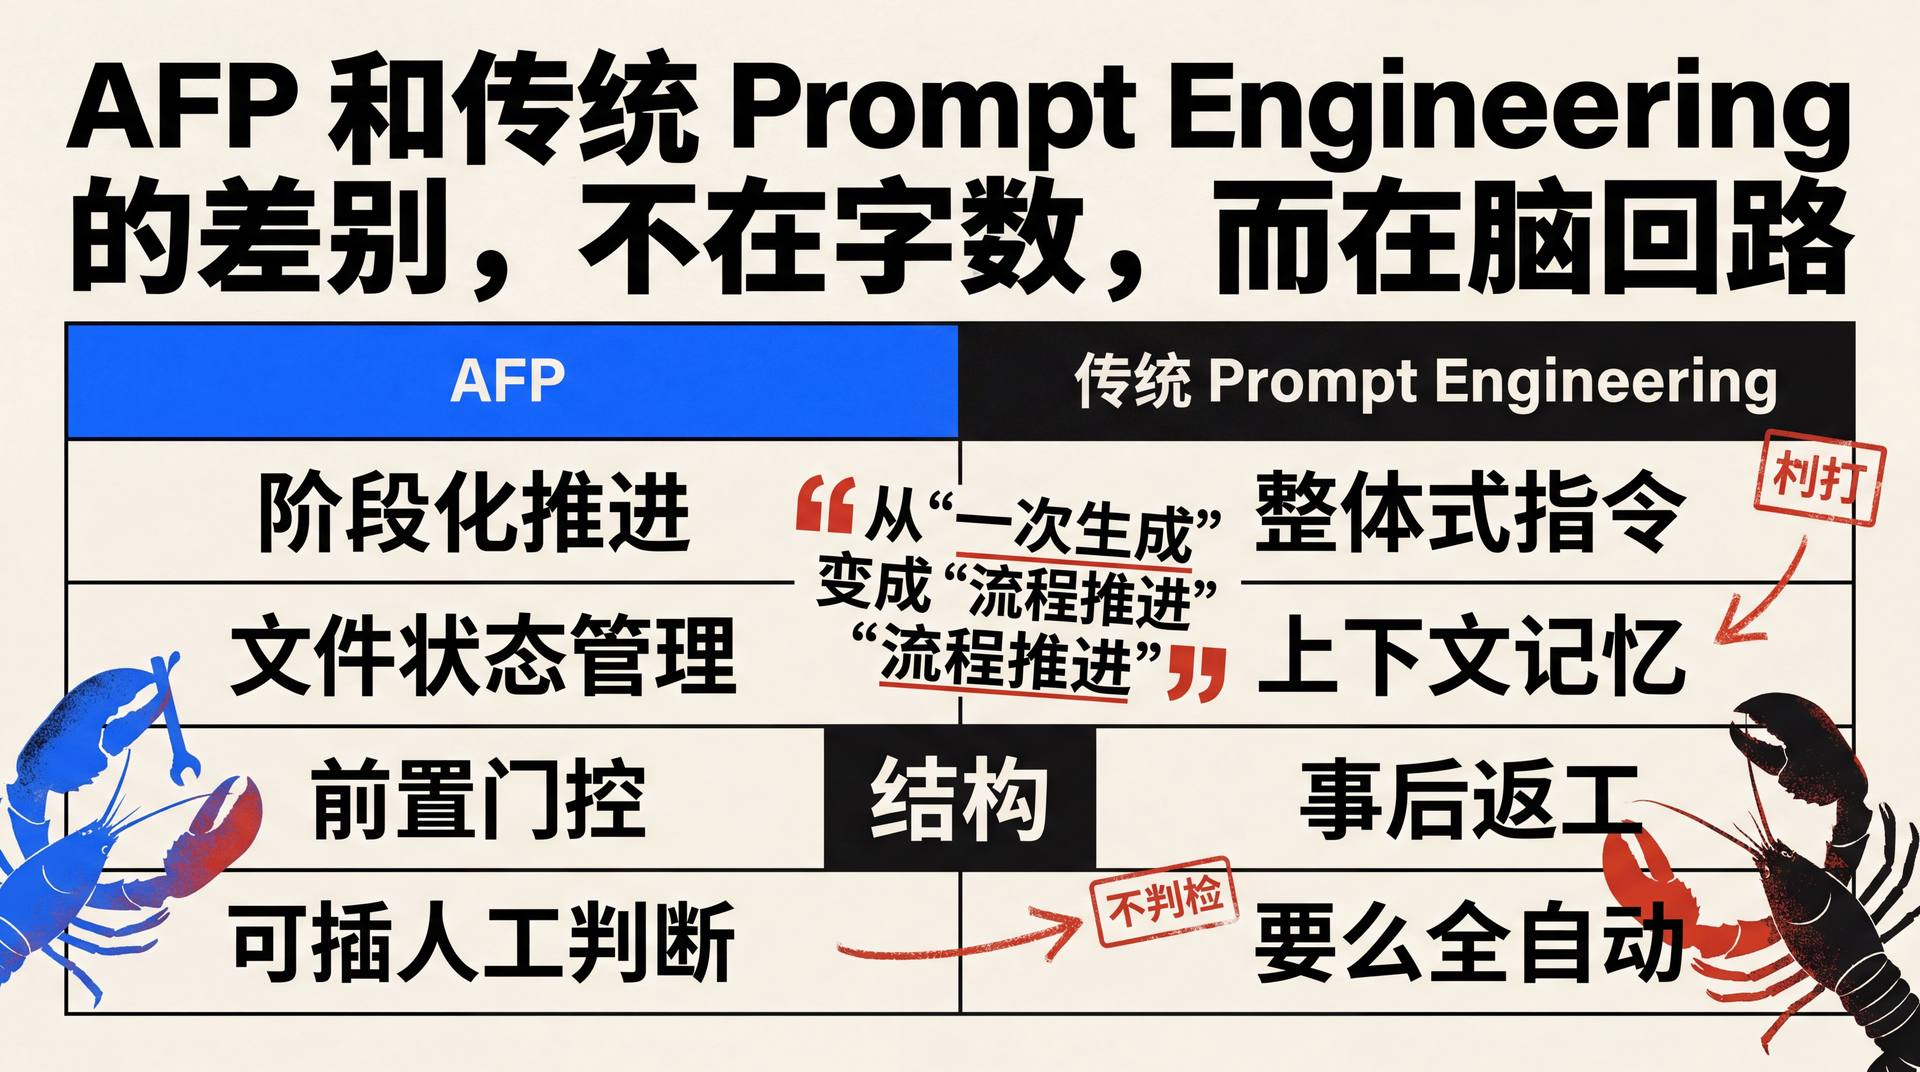 AFP 和传统 Prompt Engineering
的差别，不在字数，而在脑回路
AFP
传统 Prompt Engineering
阶段化推进
整体式指令
文件状态管理
上下文记忆
前置门控
事后返工
可插人工判断
要么全自动
“从“一次生成”
变成“流程推进”
“流程推进””
结构
不判检